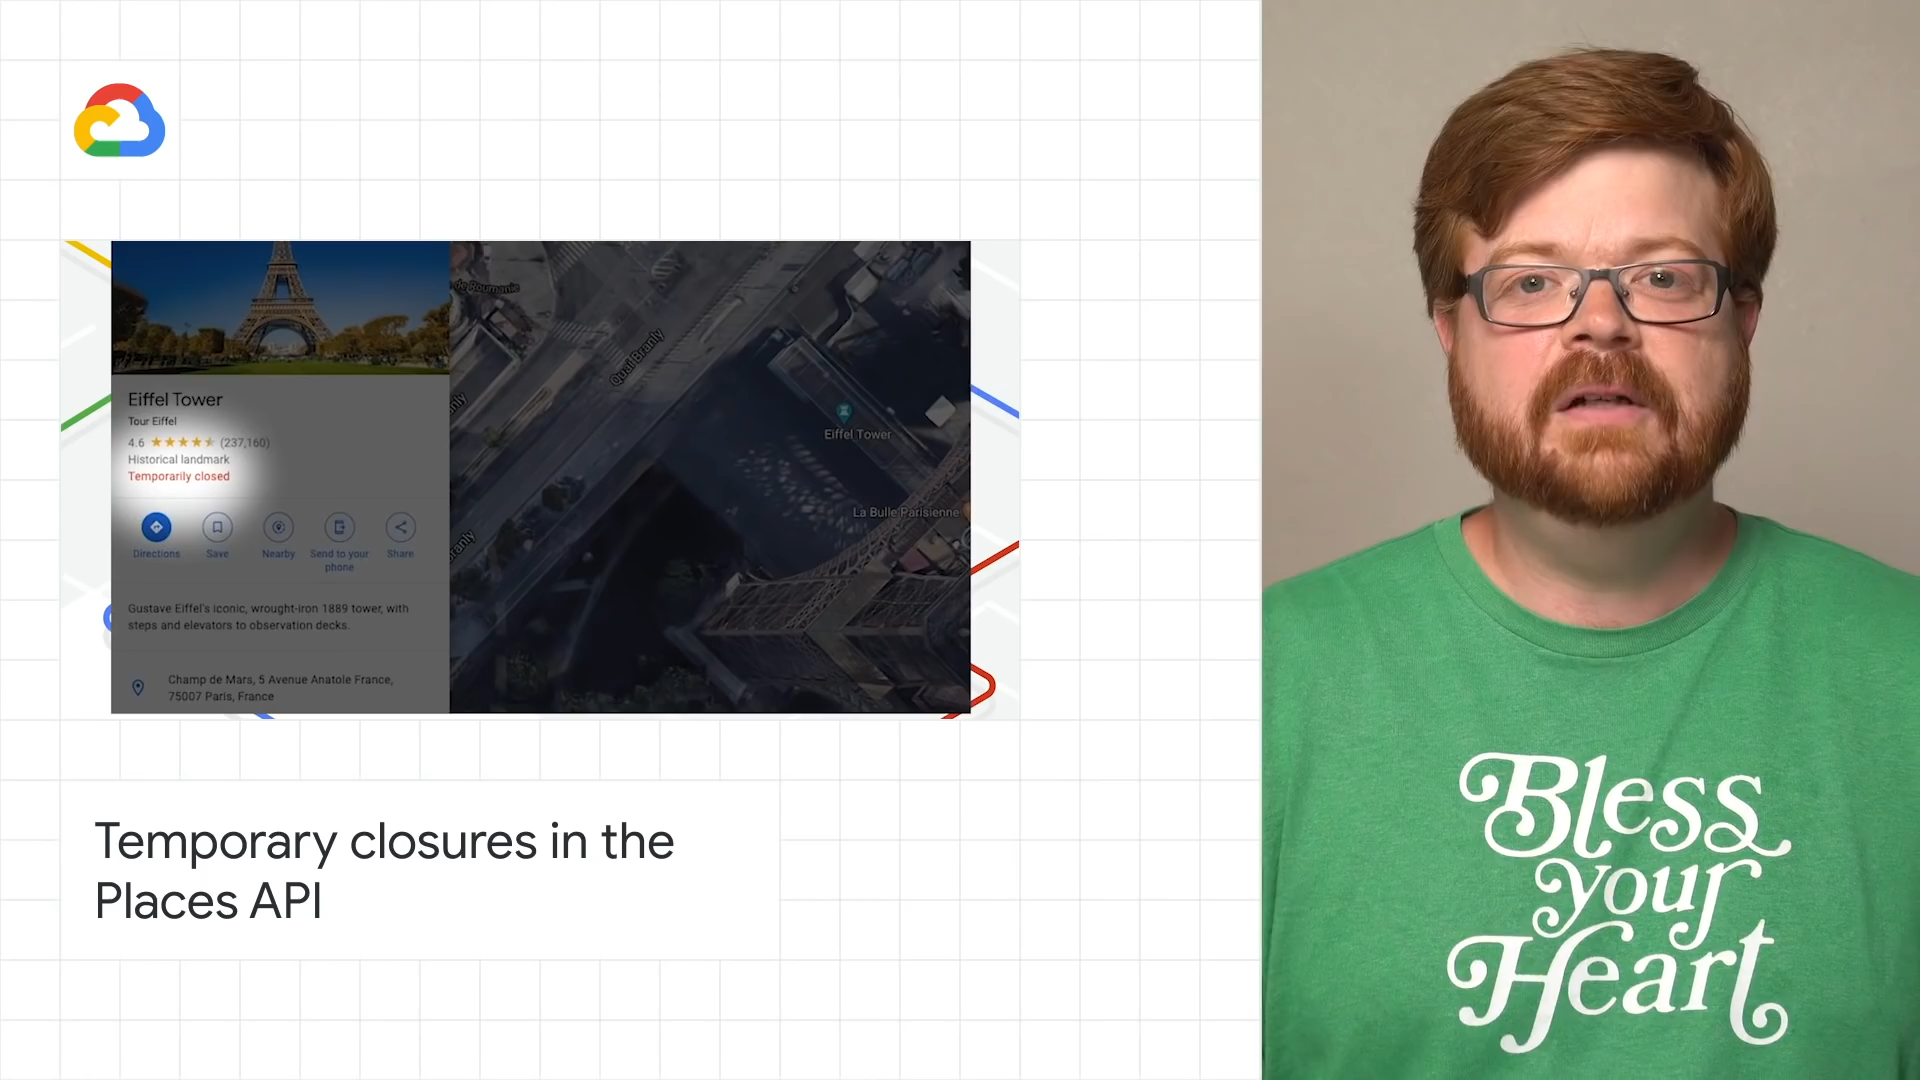 de Roumanie
Quai Branly
Eiffel Tower
Tour Eiffel
4.6 (237,160)
Historical landmark
Temporarily closed
Directions
Save
Nearby
Send to your
phone
Share
Gustave Eiffel's iconic, wrought-iron 1889 tower, with
steps and elevators to observation decks.
Champ de Mars, 5 Avenue Anatole France,
75007 Paris, France
Eiffel Tower
La Bulle Parisienne
Temporary closures in the
Places API
Bless
your
Heart